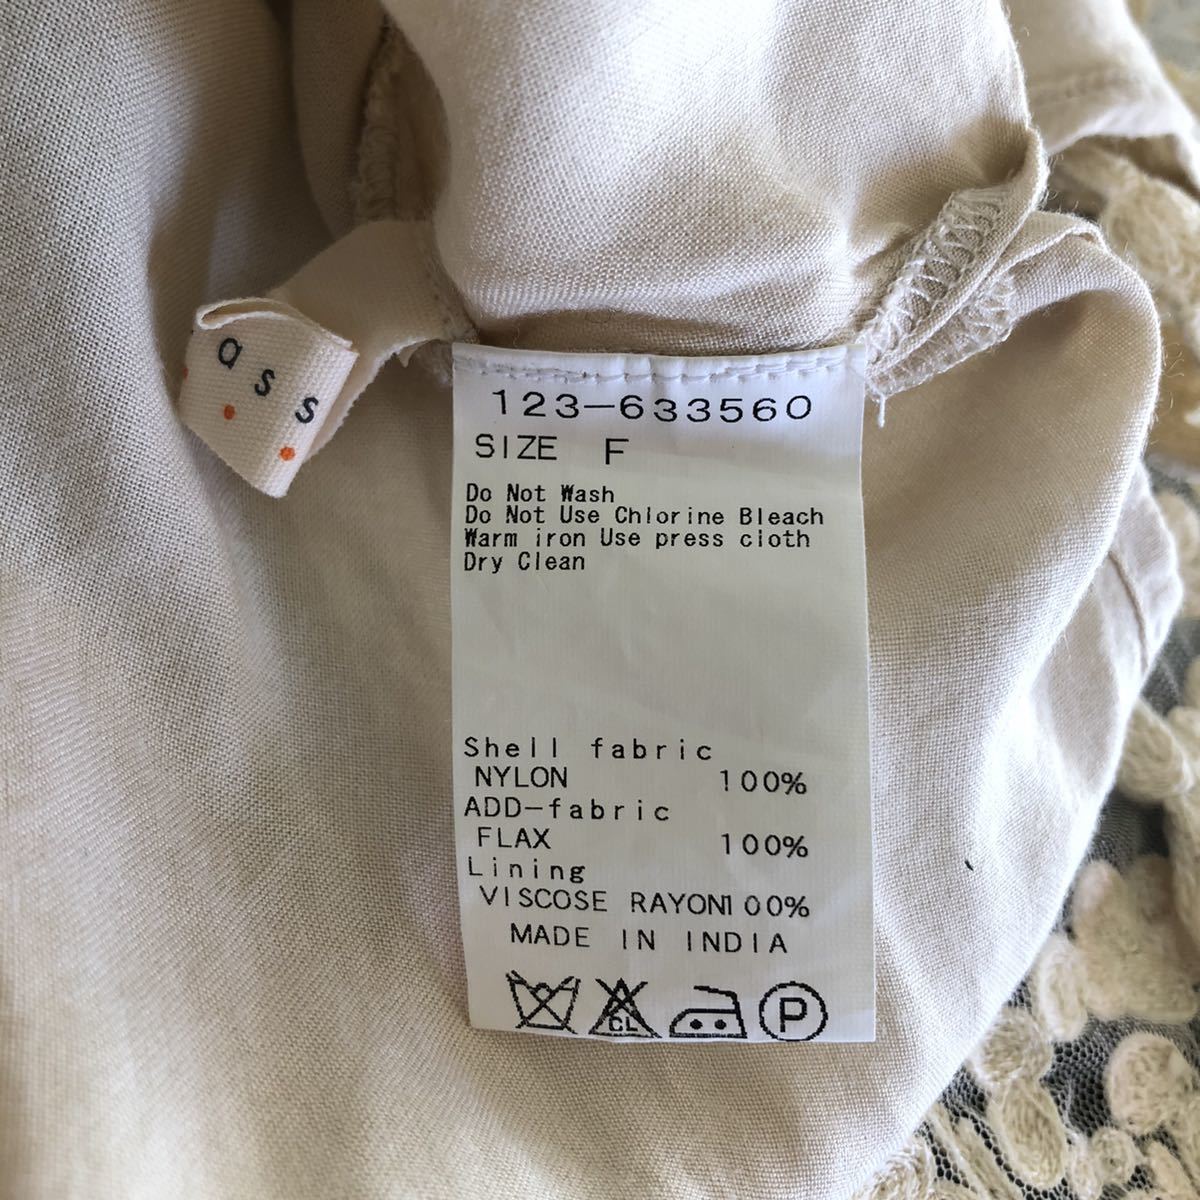 ass
123-633560
SIZE F
Do Not Wash
Do Not Use Chlorine Bleach
Warm iron Use press cloth
Dry Clean
Shell fabric
NYLON 100%
ADD-fabric
FLAX 100%
Lining
VISCOSE RAYON100%
MADE IN INDIA
CL P